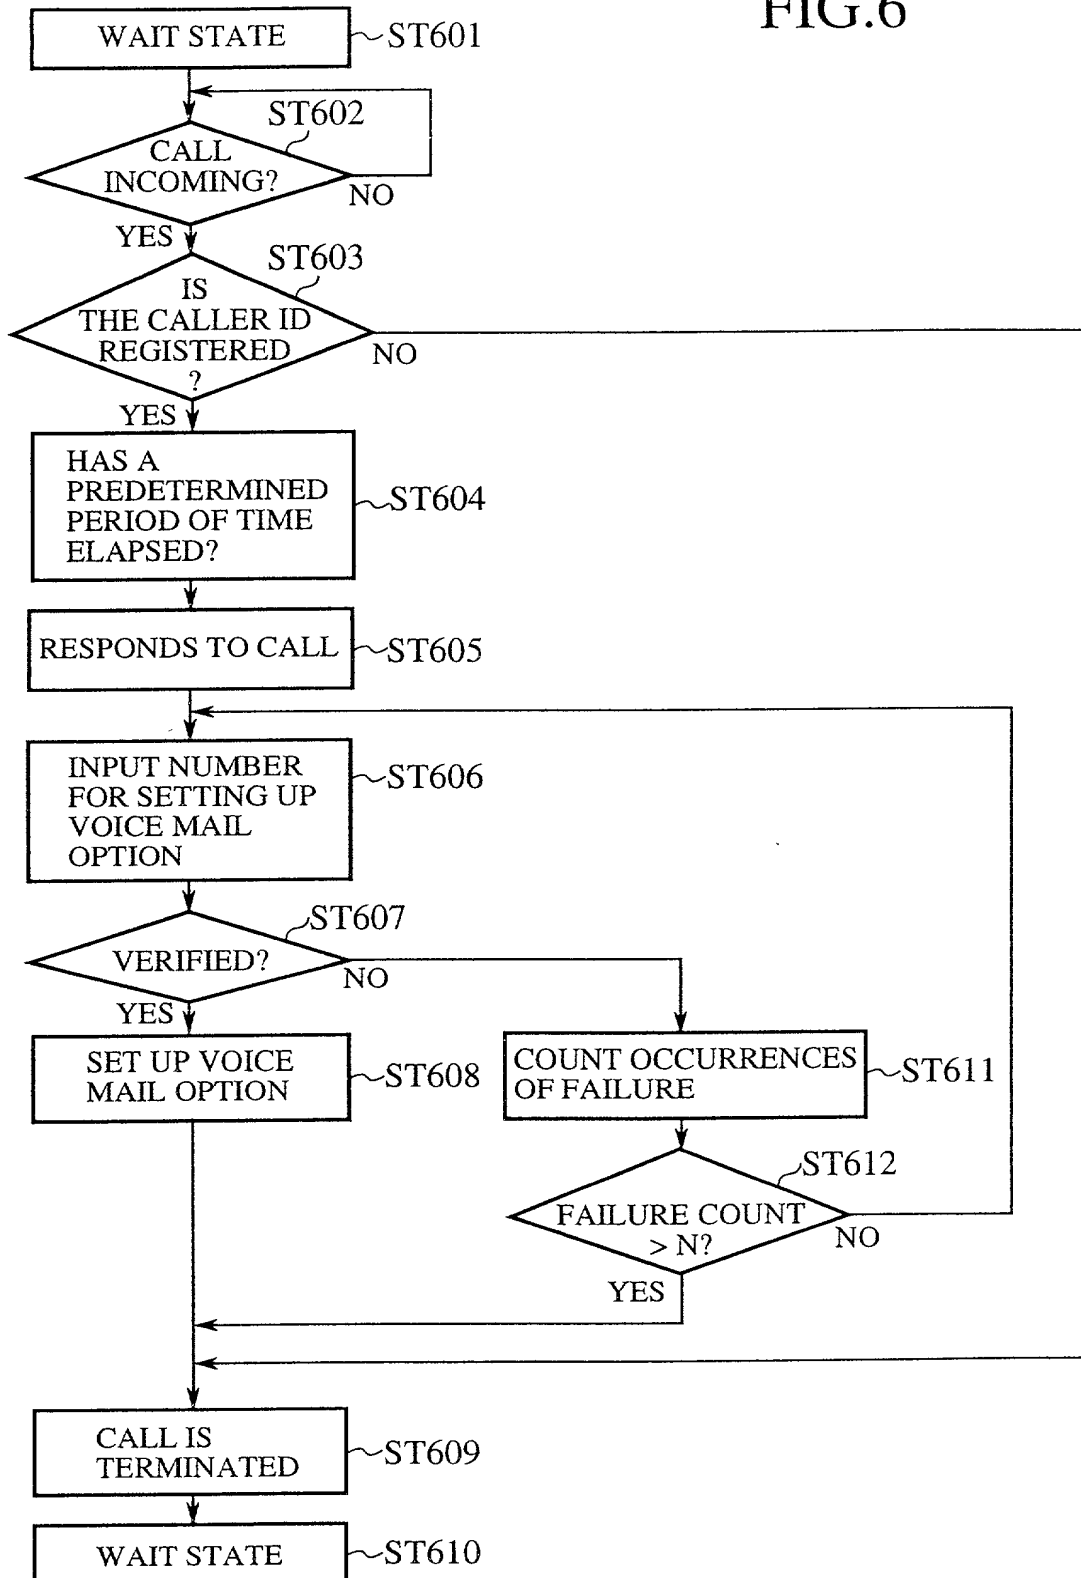 FIG.6
WAIT STATE
ST601
ST602
CALL
INCOMING?
NO
YES
ST603
IS
THE CALLER ID
REGISTERED
?
NO
YES
HAS A
PREDETERMINED
PERIOD OF TIME
ELAPSED?
ST604
RESPONDS TO CALL
ST605
INPUT NUMBER
FOR SETTING UP
VOICE MAIL
OPTION
ST606
ST607
VERIFIED?
NO
YES
SET UP VOICE
MAIL OPTION
ST608
COUNT OCCURRENCES
OF FAILURE
ST611
ST612
FAILURE COUNT
> N?
NO
YES
CALL IS
TERMINATED
ST609
WAIT STATE
ST610